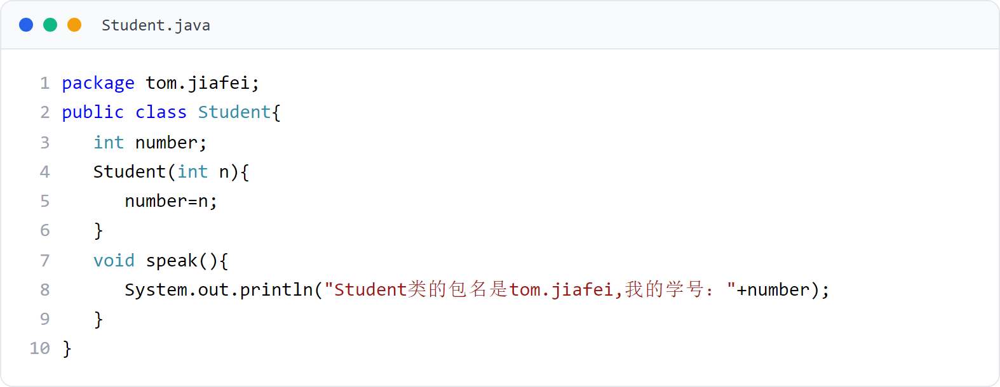 Student.java
1 package tom.jiafei;
2 public class Student{
3    int number;
4    Student(int n){
5       number=n;
6    }
7    void speak(){
8       System.out.println("Student类的包名是tom.jiafei,我的学号："+number);
9    }
10 }